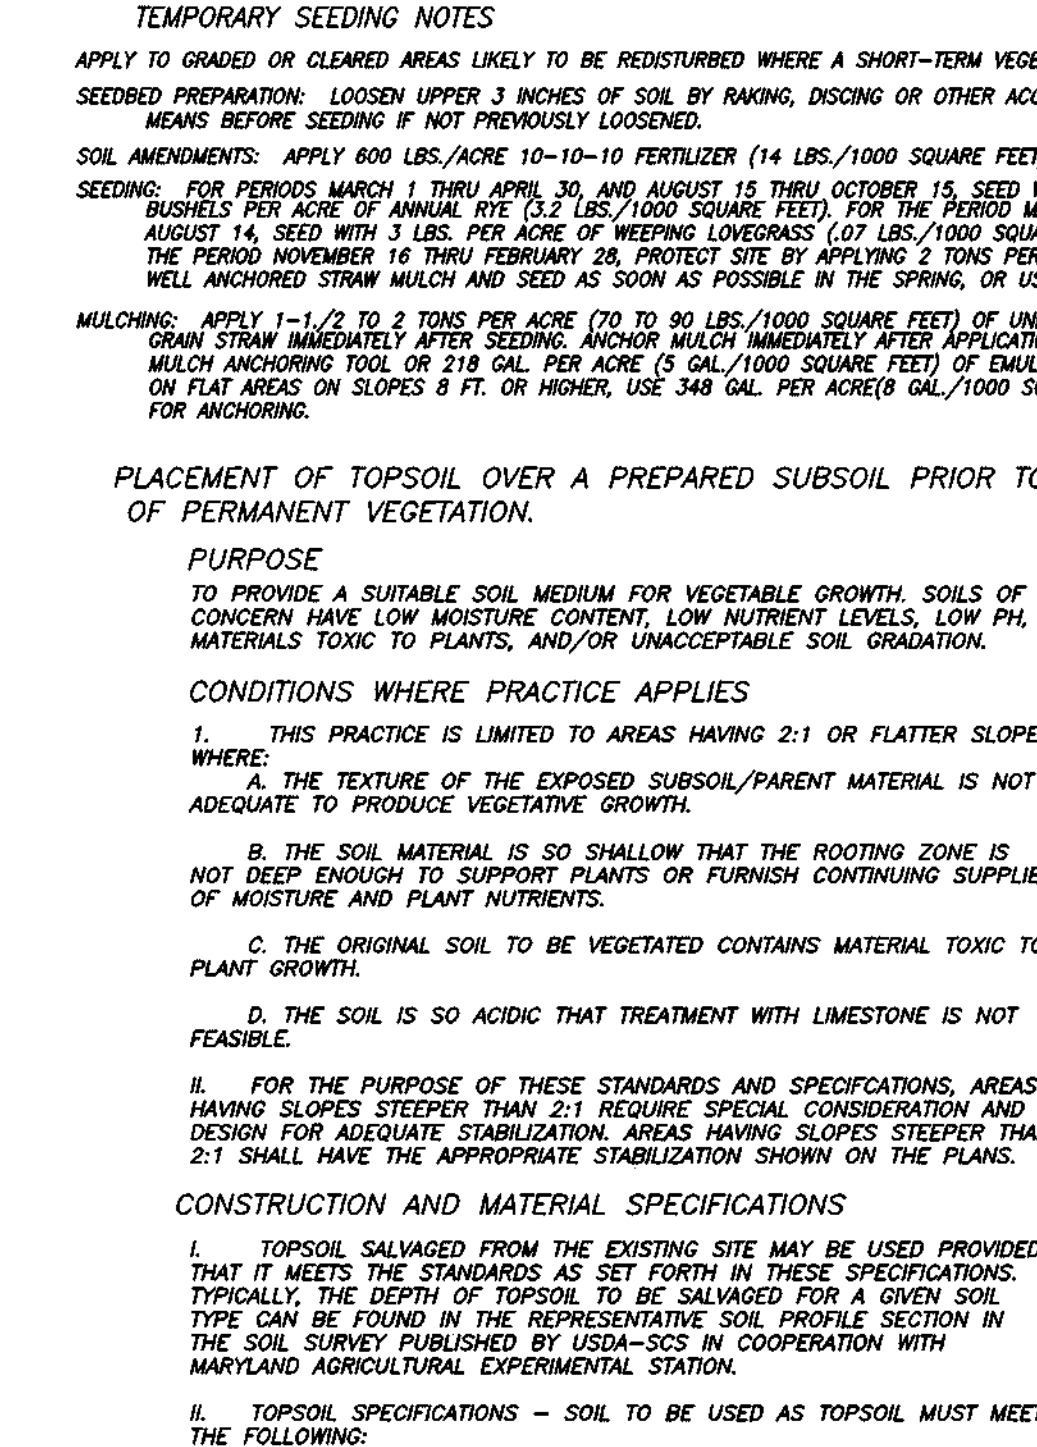 TEMPORARY SEEDING NOTES
APPLY TO GRADED OR CLEARED AREAS LIKELY TO BE REDISTURBED WHERE A SHORT-TERM VEGE
SEEDBED PREPARATION: LOOSEN UPPER 3 INCHES OF SOIL BY RAKING, DISCING OR OTHER ACC
MEANS BEFORE SEEDING IF NOT PREVIOUSLY LOOSENED.
SOIL AMENDMENTS: APPLY 600 LBS./ACRE 10-10-10 FERTILIZER (14 LBS./1000 SQUARE FEET
SEEDING: FOR PERIODS MARCH 1 THRU APRIL 30, AND AUGUST 15 THRU OCTOBER 15, SEED
BUSHELS PER ACRE OF ANNUAL RYE (3.2 LBS./1000 SQUARE FEET). FOR THE PERIOD M
AUGUST 14, SEED WITH 3 LBS. PER ACRE OF WEEPING LOVEGRASS (.07 LBS./1000 SQUA
THE PERIOD NOVEMBER 16 THRU FEBRUARY 28, PROTECT SITE BY APPLYING 2 TONS PER
WELL ANCHORED STRAW MULCH AND SEED AS SOON AS POSSIBLE IN THE SPRING, OR US
MULCHING: APPLY 1-1./2 TO 2 TONS PER ACRE (70 TO 90 LBS./1000 SQUARE FEET) OF UN
GRAIN STRAW IMMEDIATELY AFTER SEEDING. ANCHOR MULCH IMMEDIATELY AFTER APPLICATI
MULCH ANCHORING TOOL OR 218 GAL. PER ACRE (5 GAL./1000 SQUARE FEET) OF EMUL
ON FLAT AREAS ON SLOPES 8 FT. OR HIGHER, USE 348 GAL. PER ACRE(8 GAL./1000 SQ
FOR ANCHORING.
PLACEMENT OF TOPSOIL OVER A PREPARED SUBSOIL PRIOR TO
OF PERMANENT VEGETATION.
PURPOSE
TO PROVIDE A SUITABLE SOIL MEDIUM FOR VEGETABLE GROWTH. SOILS OF
CONCERN HAVE LOW MOISTURE CONTENT, LOW NUTRIENT LEVELS, LOW PH,
MATERIALS TOXIC TO PLANTS, AND/OR UNACCEPTABLE SOIL GRADATION.
CONDITIONS WHERE PRACTICE APPLIES
1. THIS PRACTICE IS LIMITED TO AREAS HAVING 2:1 OR FLATTER SLOPE
WHERE:
A. THE TEXTURE OF THE EXPOSED SUBSOIL/PARENT MATERIAL IS NOT
ADEQUATE TO PRODUCE VEGETATIVE GROWTH.
B. THE SOIL MATERIAL IS SO SHALLOW THAT THE ROOTING ZONE IS
NOT DEEP ENOUGH TO SUPPORT PLANTS OR FURNISH CONTINUING SUPPLIE
OF MOISTURE AND PLANT NUTRIENTS.
C. THE ORIGINAL SOIL TO BE VEGETATED CONTAINS MATERIAL TOXIC TO
PLANT GROWTH.
D. THE SOIL IS SO ACIDIC THAT TREATMENT WITH LIMESTONE IS NOT
FEASIBLE.
II. FOR THE PURPOSE OF THESE STANDARDS AND SPECIFCATIONS, AREAS
HAVING SLOPES STEEPER THAN 2:1 REQUIRE SPECIAL CONSIDERATION AND
DESIGN FOR ADEQUATE STABILIZATION. AREAS HAVING SLOPES STEEPER THA
2:1 SHALL HAVE THE APPROPRIATE STABILIZATION SHOWN ON THE PLANS.
CONSTRUCTION AND MATERIAL SPECIFICATIONS
I. TOPSOIL SALVAGED FROM THE EXISTING SITE MAY BE USED PROVIDED
THAT IT MEETS THE STANDARDS AS SET FORTH IN THESE SPECIFICATIONS.
TYPICALLY, THE DEPTH OF TOPSOIL TO BE SALVAGED FOR A GIVEN SOIL
TYPE CAN BE FOUND IN THE REPRESENTATIVE SOIL PROFILE SECTION IN
THE SOIL SURVEY PUBLISHED BY USDA-SCS IN COOPERATION WITH
MARYLAND AGRICULTURAL EXPERIMENTAL STATION.
II. TOPSOIL SPECIFICATIONS - SOIL TO BE USED AS TOPSOIL MUST MEET
THE FOLLOWING: